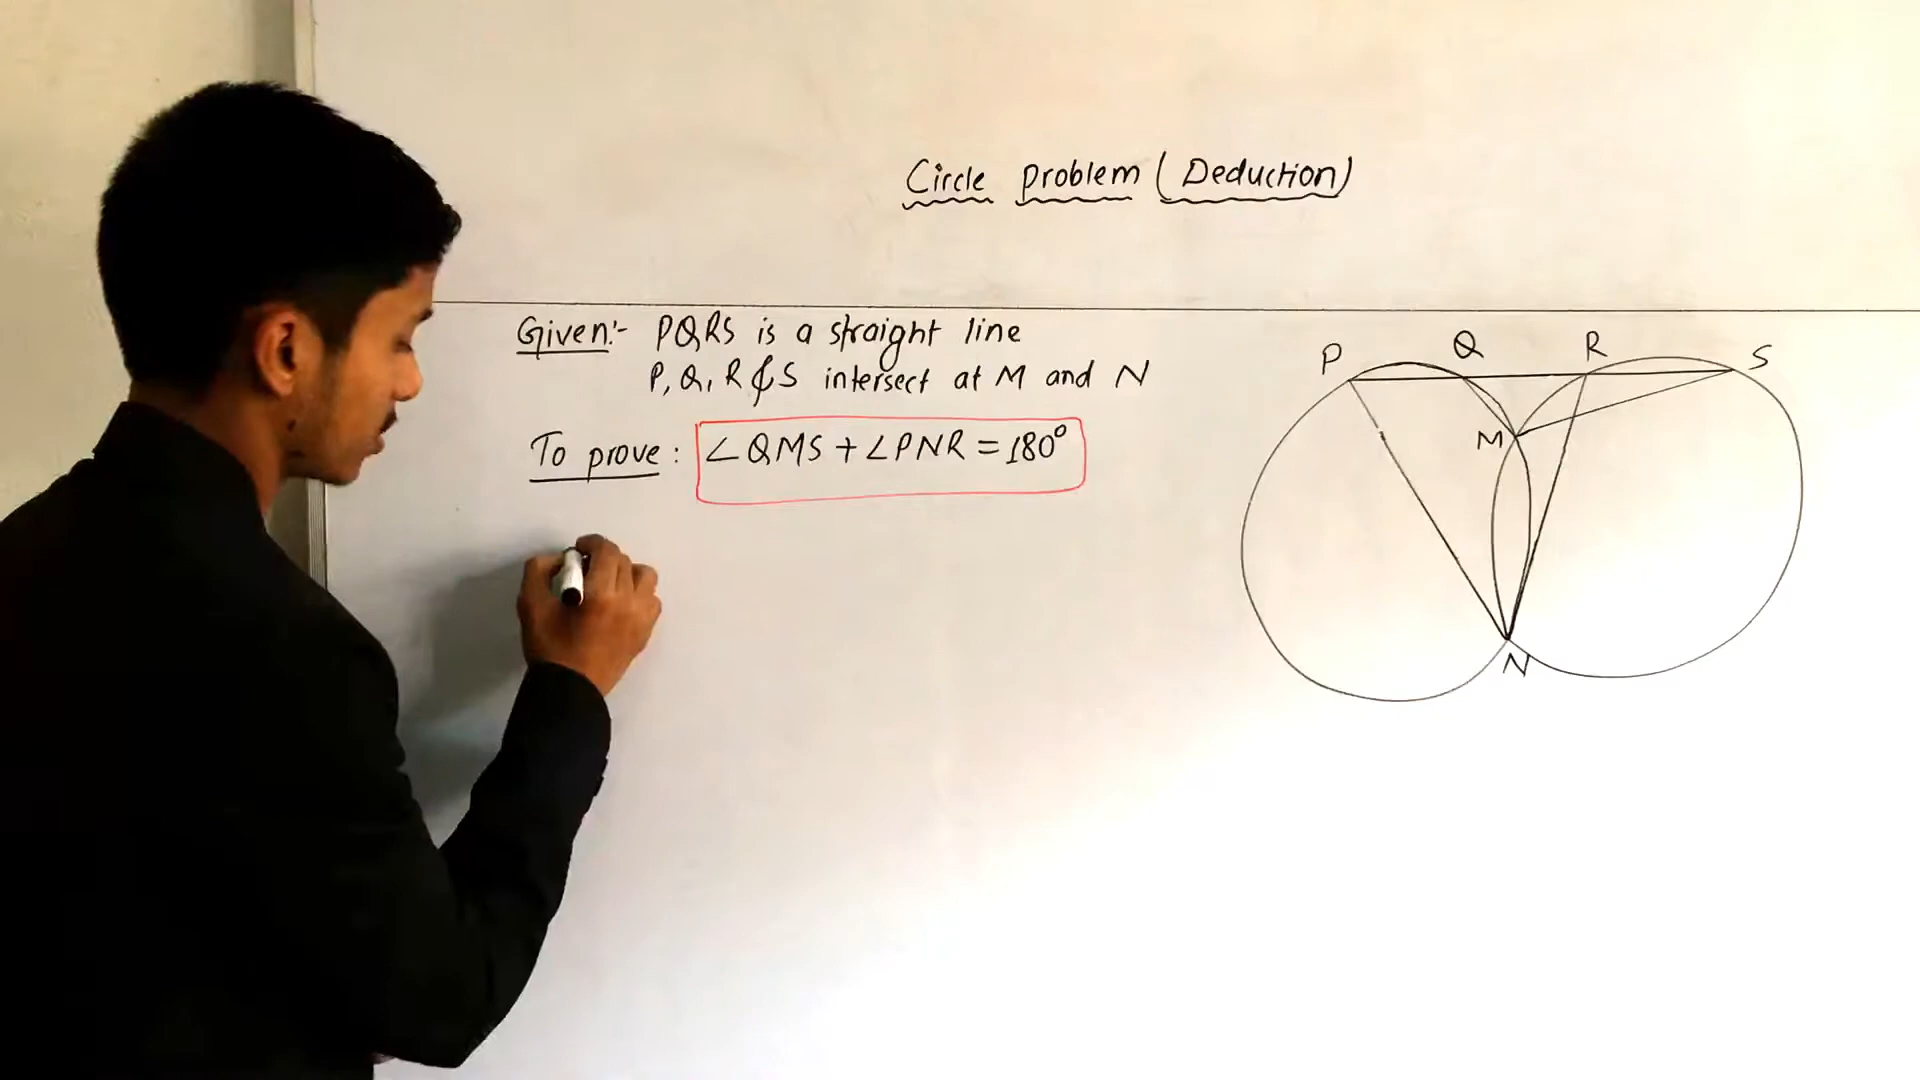 Circle Problem (Deduction)
Given:- PQRS is a straight line
P, Q, R & S intersect at M and N
To prove : ∠QMS + ∠PNR = 180°
P Q R S
M
N